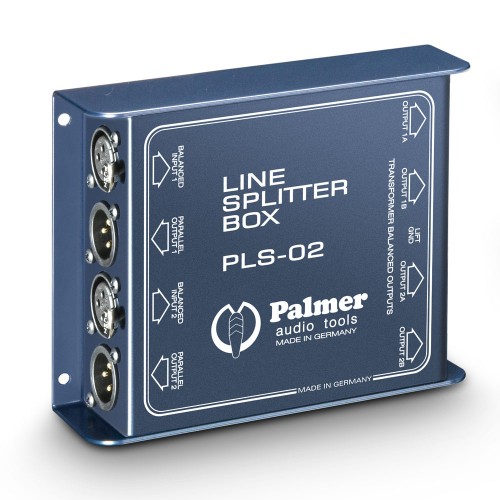 BALANCED
INPUT 1
PARALLEL
OUTPUT 1
BALANCED
INPUT 2
PARALLEL
OUTPUT 2
LINE
SPLITTER
BOX
PLS-02
Palmer
audio tools
MADE IN GERMANY
MADE IN GERMANY
OUTPUT 1A
OUTPUT 1B
LIFT
GND
OUTPUT 2A
OUTPUT 2B
TRANSFORMER BALANCED OUTPUTS